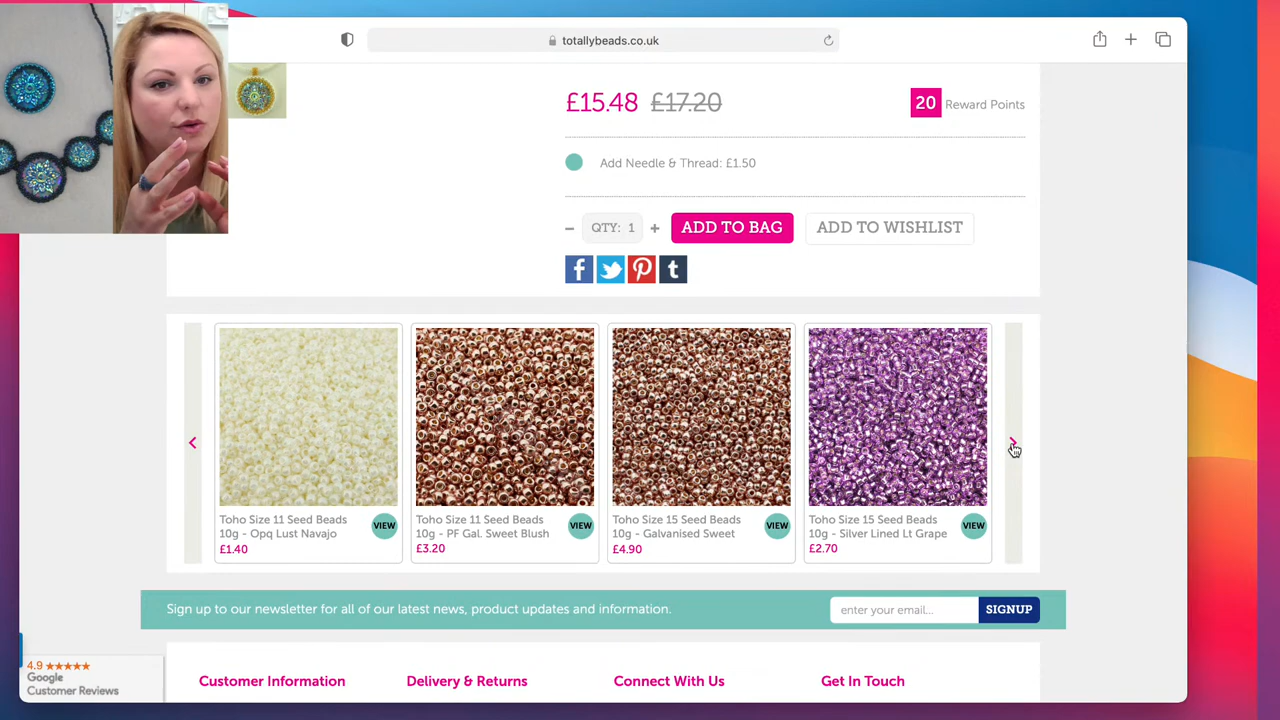 totallybeads.co.uk
£15.48 £17.20
20 Reward Points
Add Needle & Thread: £1.50
QTY: 1
ADD TO BAG
ADD TO WISHLIST
Toho Size 11 Seed Beads
10g - Opq Lust Navajo
£1.40
VIEW
Toho Size 11 Seed Beads
10g - PF Gal. Sweet Blush
£3.20
VIEW
Toho Size 15 Seed Beads
10g - Galvanised Sweet
£4.90
VIEW
Toho Size 15 Seed Beads
10g - Silver Lined Lt Grape
£2.70
VIEW
Sign up to our newsletter for all of our latest news, product updates and information.
enter your email...
SIGNUP
4.9
Google
Customer Reviews
Customer Information
Delivery & Returns
Connect With Us
Get In Touch